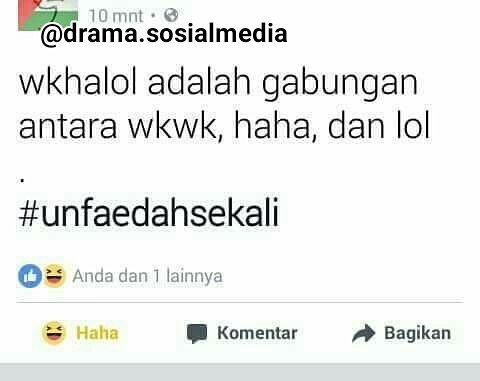 10 mnt •
@drama.sosialmedia
wkhalol adalah gabungan
antara wkwk, haha, dan lol
.
#unfaedahsekali
Anda dan 1 lainnya
Haha Komentar Bagikan